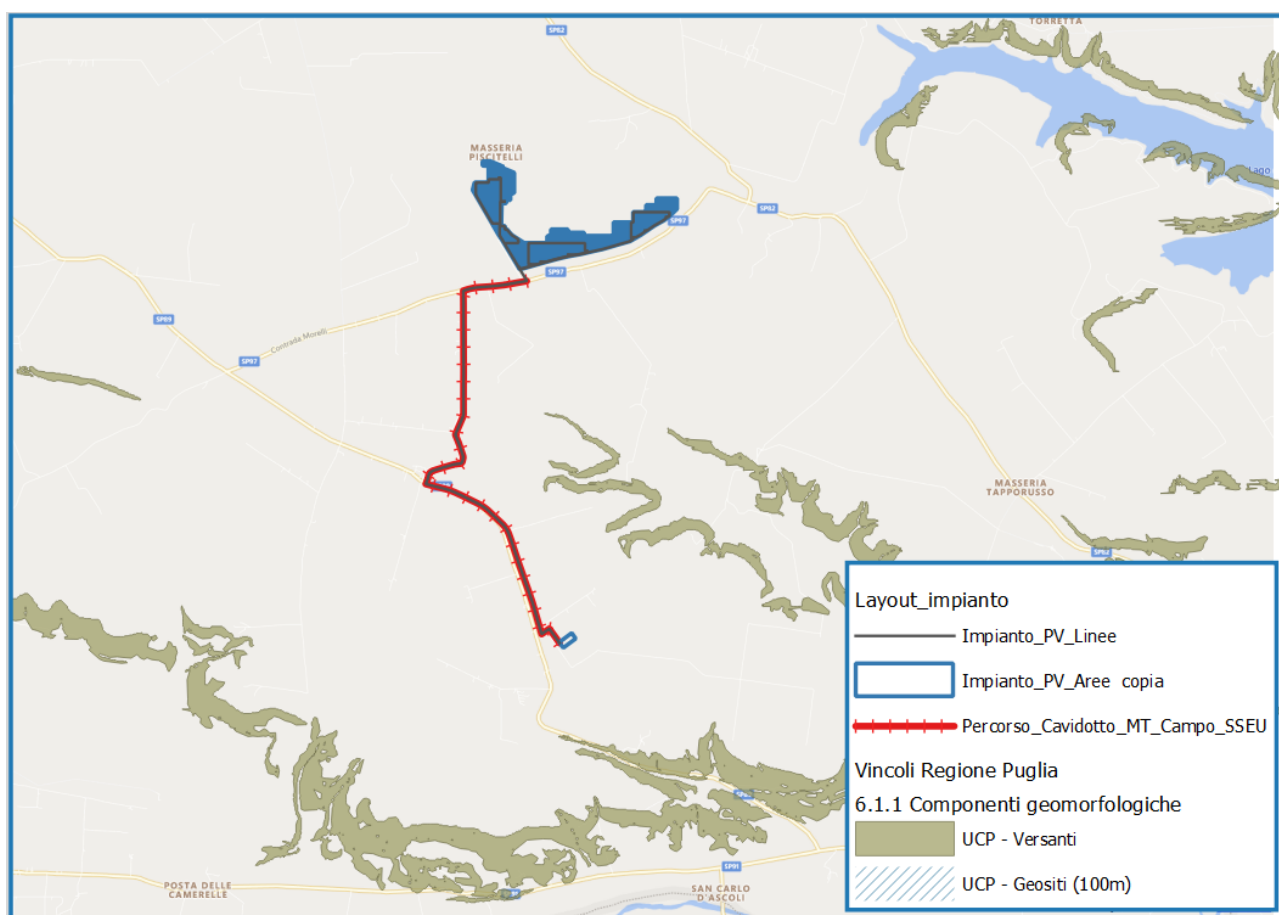 TORRETTA
SP82
MASSERIA
PISCITELLI
Lago
SP97
SP82
SP97
SP89
Contrada Morelli
SP97
MASSERIA
TAPPORUSSO
SP82
Layout_impianto
Impianto_PV_Linee
Impianto_PV_Aree copia
Percorso_Cavidotto_MT_Campo_SSEU
Vincoli Regione Puglia
6.1.1 Componenti geomorfologiche
UCP - Versanti
UCP - Geositi (100m)
SP91
POSTA DELLE
CAMERELLE
SAN CARLO
D'ASCOLI